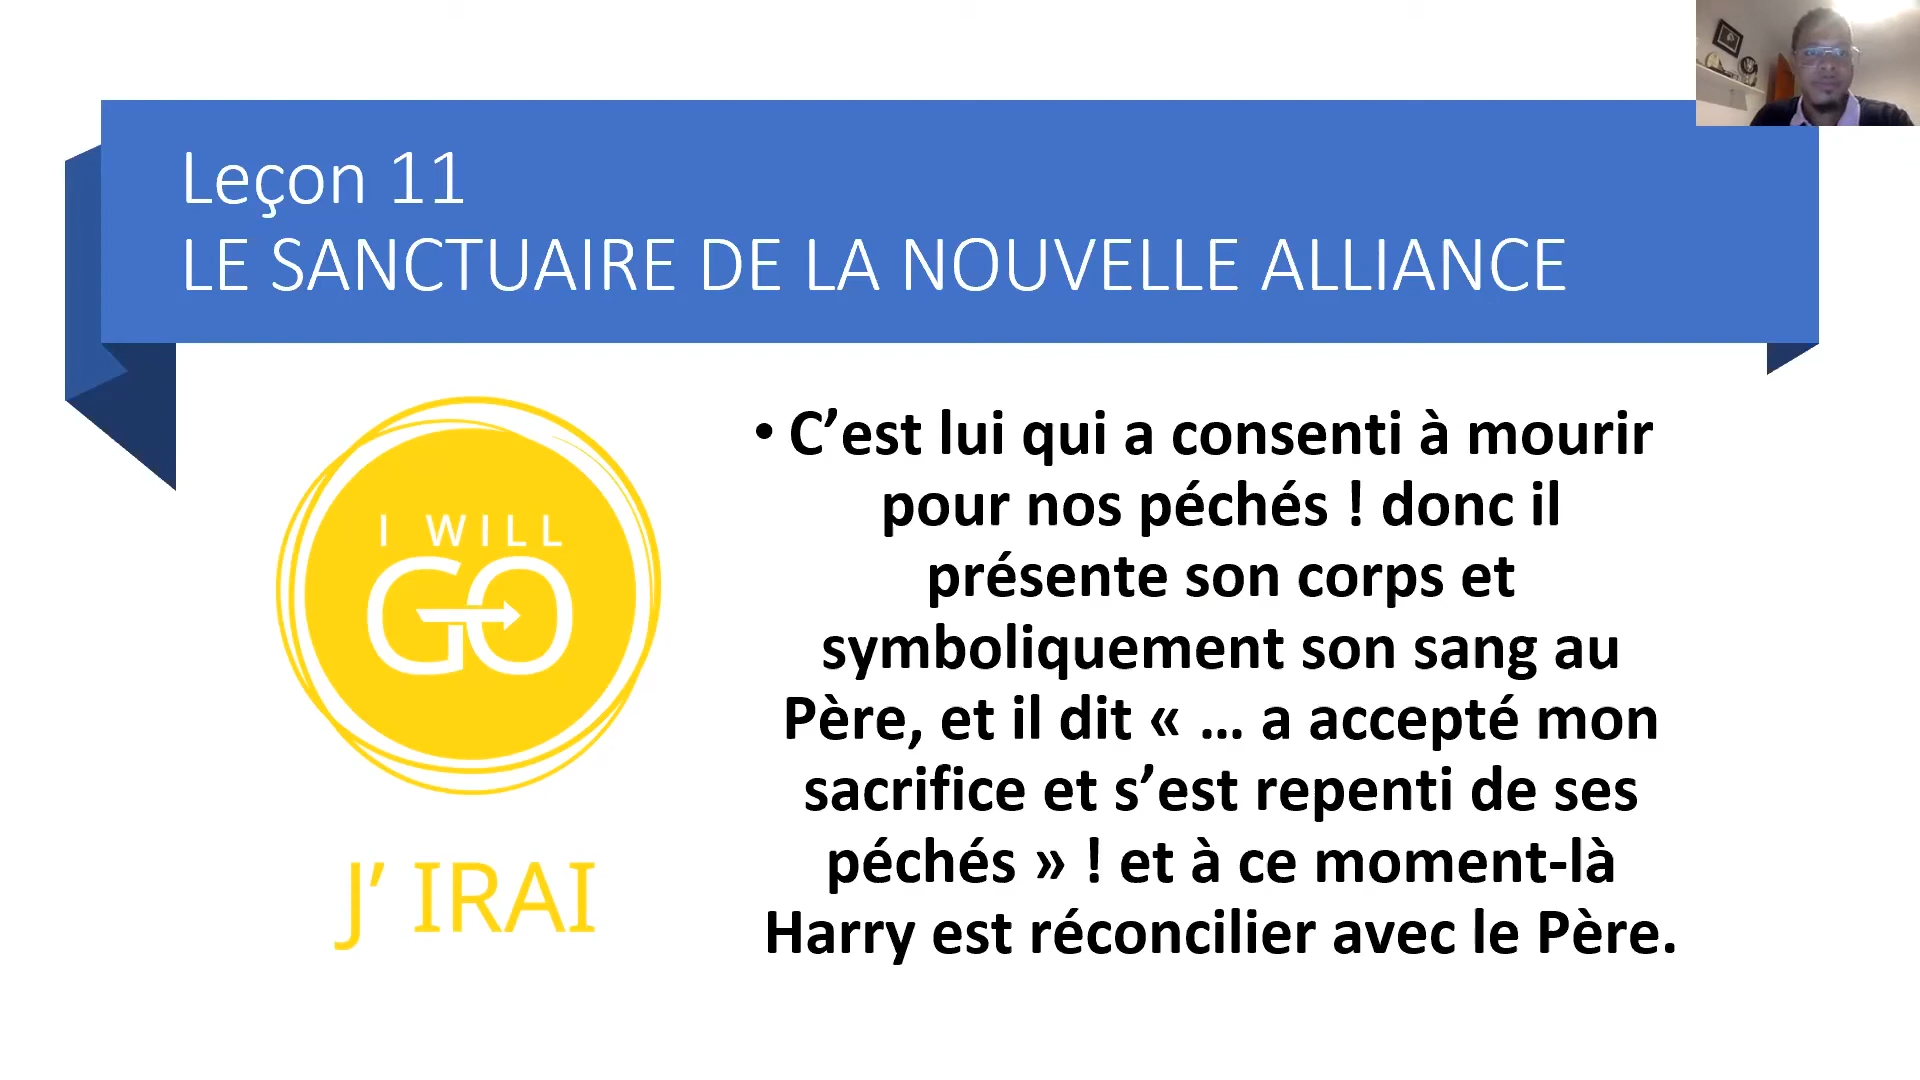 Leçon 11
LE SANCTUAIRE DE LA NOUVELLE ALLIANCE
I WILL
GO
J’ IRAI
• C’est lui qui a consenti à mourir
pour nos péchés ! donc il
présente son corps et
symboliquement son sang au
Père, et il dit « … a accepté mon
sacrifice et s’est repenti de ses
péchés » ! et à ce moment-là
Harry est réconcilier avec le Père.